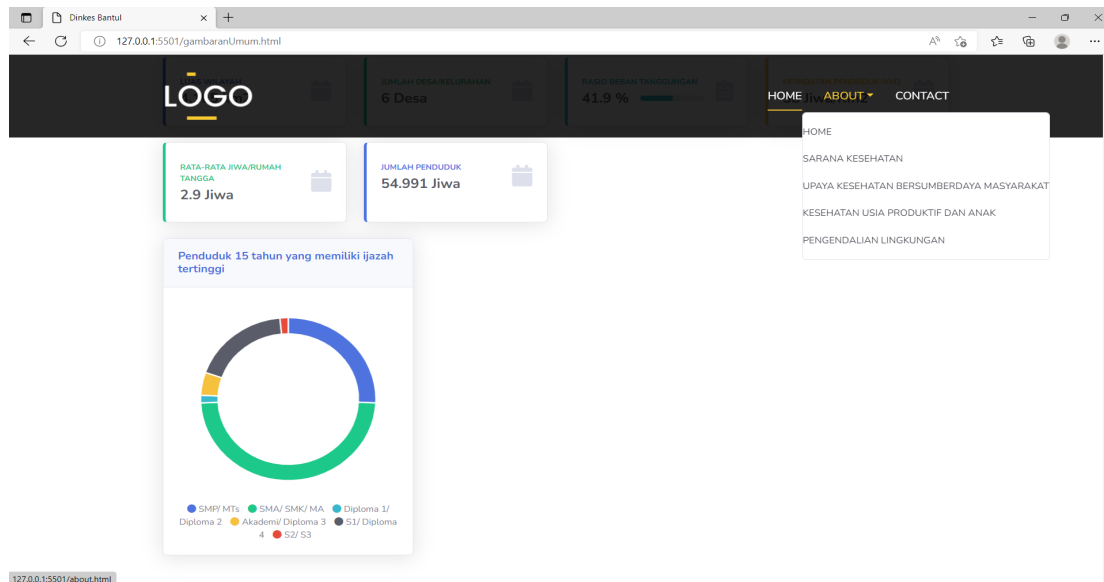 Dinkes Bantul
127.0.0.1:5501/gambaranUmum.html
LOGO
LUAS WILAYAH
JUMLAH DESA/KELURAHAN
6 Desa
RASIO BEBAN TANGGUNGAN
41.9 %
HOME ABOUT CONTACT
HOME
SARANA KESEHATAN
UPAYA KESEHATAN BERSUMBERDAYA MASYARAKAT
KESEHATAN USIA PRODUKTIF DAN ANAK
PENGENDALIAN LINGKUNGAN
RATA-RATA JIWA/RUMAH
TANGGA
2.9 Jiwa
JUMLAH PENDUDUK
54.991 Jiwa
Penduduk 15 tahun yang memiliki ijazah
tertinggi
SMP/ MTs SMA/ SMK/ MA Diploma 1/
Diploma 2 Akademi/ Diploma 3 S1/ Diploma
4 S2/ S3
127.0.0.1:5501/about.html